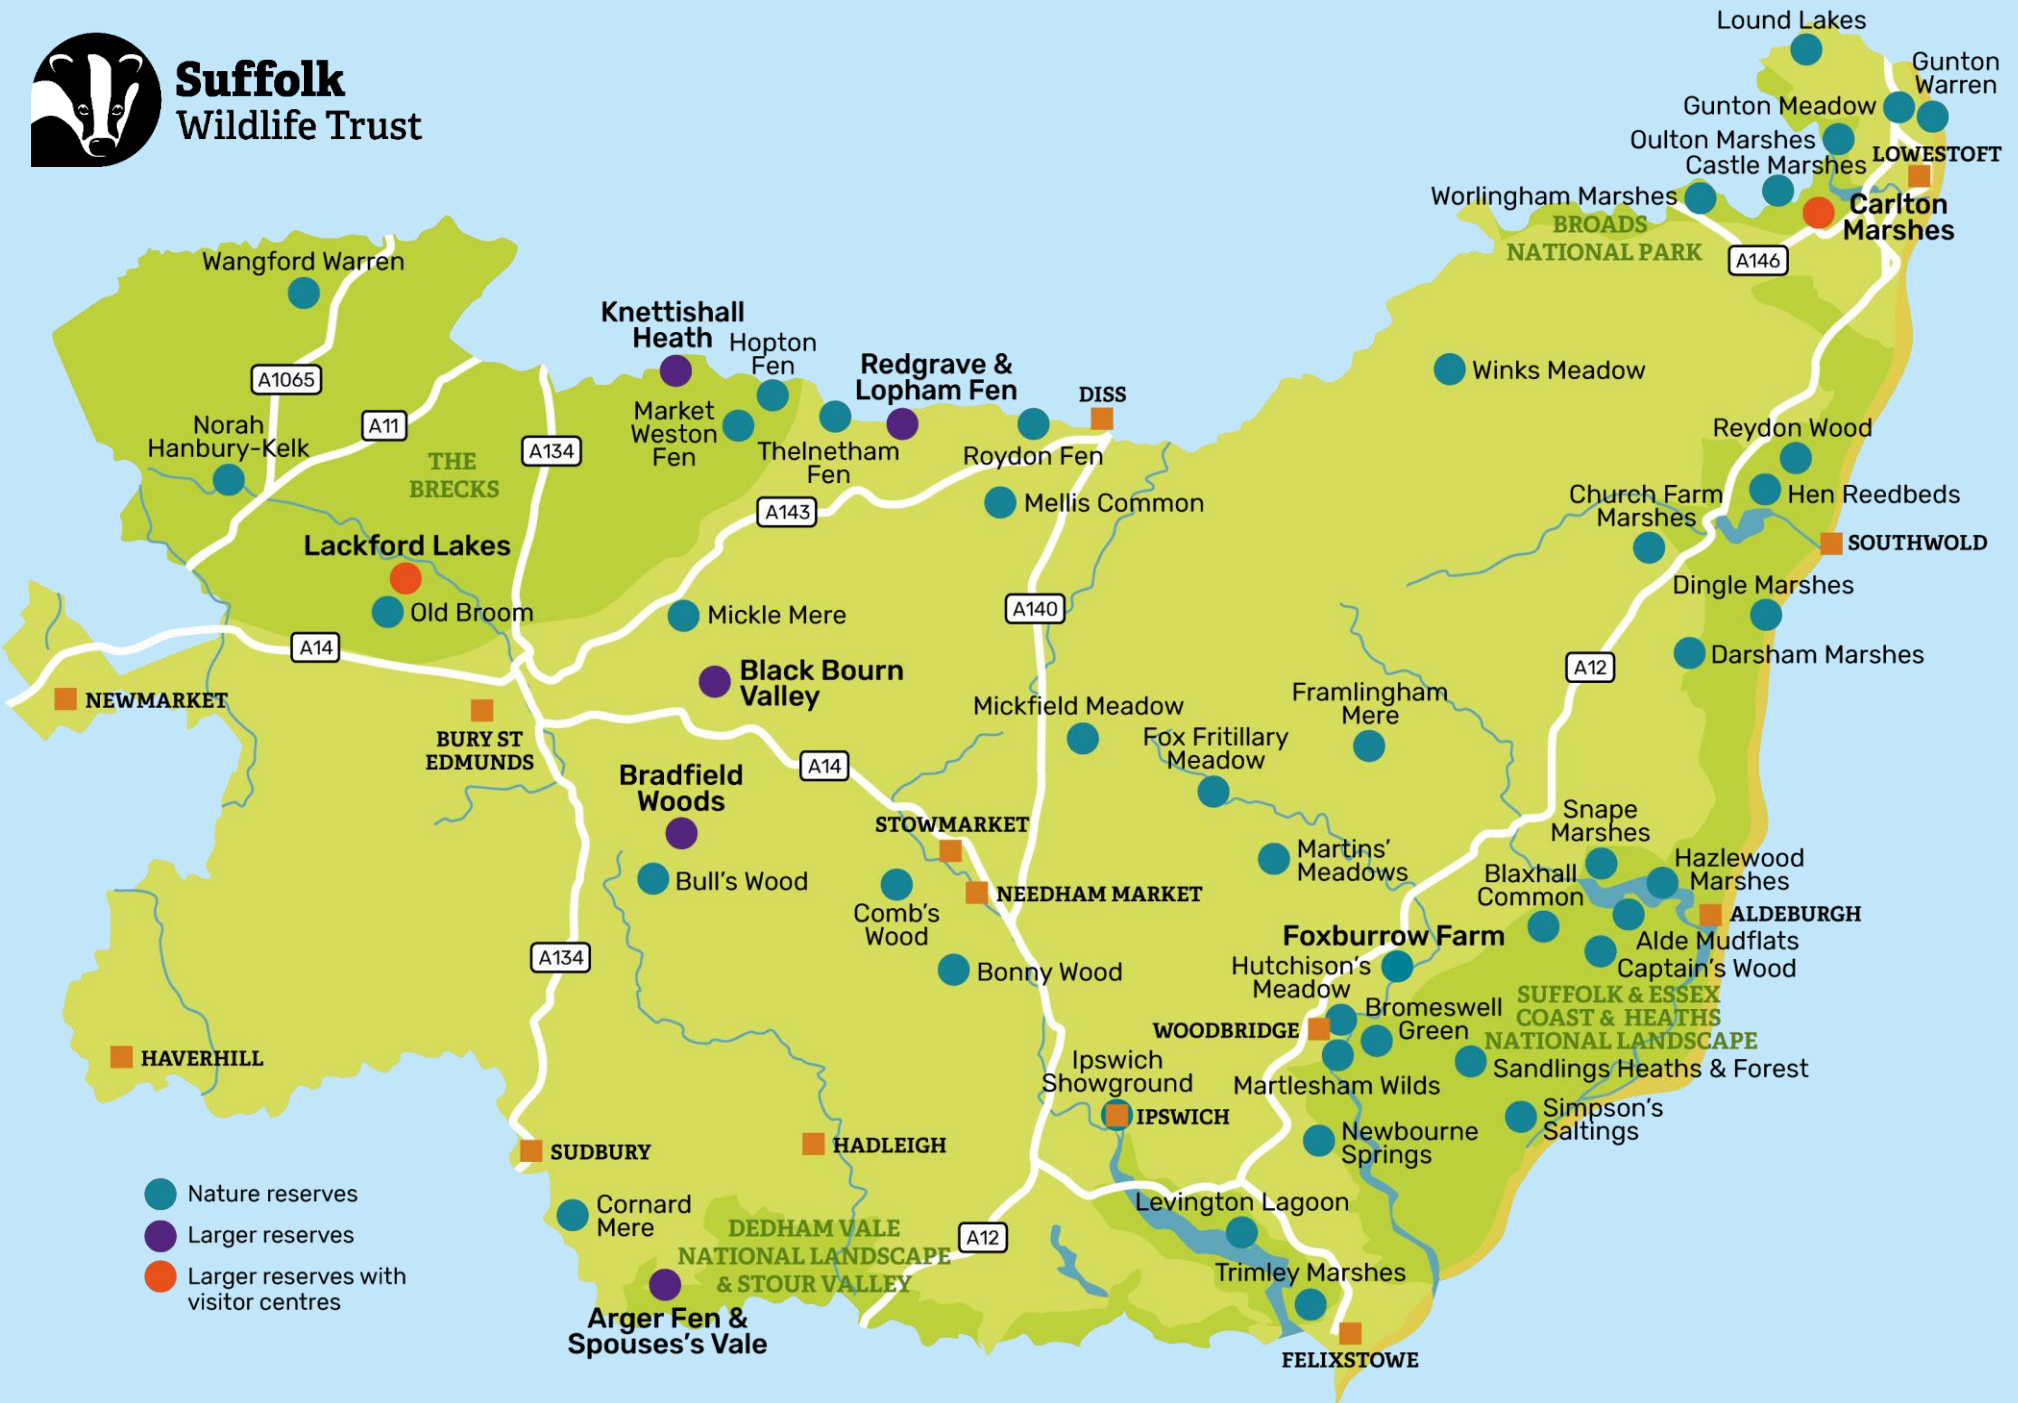 Suffolk
Wildlife Trust
Lound Lakes
Gunton
Warren
Gunton Meadow
Oulton Marshes
LOWESTOFT
Castle Marshes
Worlingham Marshes
Carlton
Marshes
BROADS
NATIONAL PARK
A146
Wangford Warren
Knettishall
Heath
Hopton
Fen
Redgrave &
Lopham Fen
DISS
Winks Meadow
A1065
Norah
Hanbury-Kelk
A11
A134
THE
BRECKS
Market
Weston
Fen
Thelnetham
Fen
Roydon Fen
Reydon Wood
A143
Mellis Common
Church Farm
Marshes
Hen Reedbeds
SOUTHWOLD
Lackford Lakes
Old Broom
Dingle Marshes
Mickle Mere
A140
A14
A12
Darsham Marshes
NEWMARKET
Black Bourn
Valley
Framlingham
Mere
Mickfield Meadow
BURY ST
EDMUNDS
Fox Fritillary
Meadow
A14
Bradfield
Woods
STOWMARKET
Snape
Marshes
Martins'
Meadows
Hazlewood
Marshes
Blaxhall
Common
Bull's Wood
NEEDHAM MARKET
Comb's
Wood
ALDEBURGH
Foxburrow Farm
Alde Mudflats
A134
Bonny Wood
Hutchison's
Meadow
Captain's Wood
SUFFOLK & ESSEX
COAST & HEATHS
NATIONAL LANDSCAPE
Bromeswell
Green
WOODBRIDGE
HAVERHILL
Ipswich
Showground
Martlesham Wilds
Sandlings Heaths & Forest
IPSWICH
Simpson's
Saltings
SUDBURY
HADLEIGH
Newbourne
Springs
Nature reserves
Larger reserves
Larger reserves with
visitor centres
Cornard
Mere
Levington Lagoon
DEDHAM VALE
NATIONAL LANDSCAPE
& STOUR VALLEY
A12
Trimley Marshes
Arger Fen &
Spouses's Vale
FELIXSTOWE